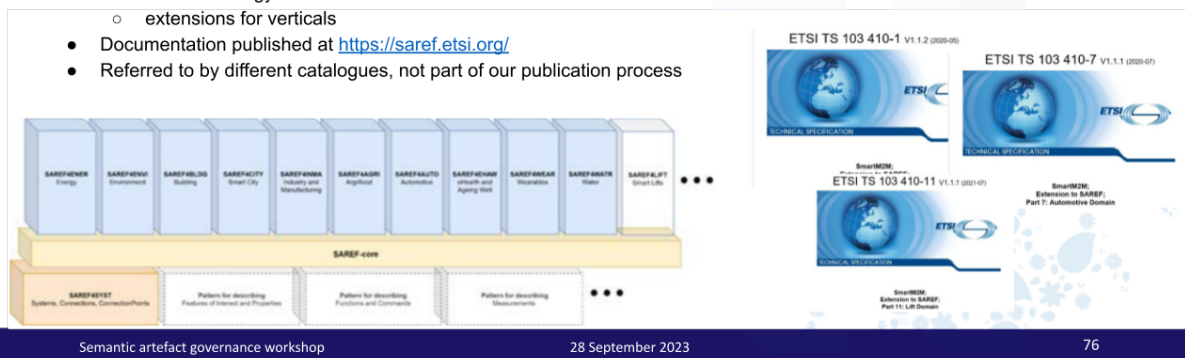 ○ extensions for verticals
● Documentation published at https://saref.etsi.org/
● Referred to by different catalogues, not part of our publication process
ETSI TS 103 410-1 V1.1.2 (2020-05)
ETSI
TECHNICAL SPECIFICATION
SmartM2M;
Extension to SAREF;
ETSI TS 103 410-7 V1.1.1 (2020-07)
ETSI
TECHNICAL SPECIFICATION
SmartM2M;
Extension to SAREF;
Part 7: Automotive Domain
ETSI TS 103 410-11 V1.1.1 (2021-07)
ETSI
TECHNICAL SPECIFICATION
SmartM2M;
Extension to SAREF;
Part 11: Lift Domain
SAREF4ENER
Energy
SAREF4ENVI
Environment
SAREF4BLDG
Building
SAREF4CITY
Smart City
SAREF4INMA
Industry and
Manufacturing
SAREF4AGRI
Agrifood
SAREF4AUTO
Automotive
SAREF4EHAW
eHealth and
Ageing Well
SAREF4WEAR
Wearables
SAREF4WATR
Water
SAREF4LIFT
Smart Lifts
●●●
SAREF-core
SAREF4SYST
Systems, Connections, ConnectionPoints
Pattern for describing
Features of Interest and Properties
Pattern for describing
Functions and Commands
Pattern for describing
Measurements
●●●
Semantic artefact governance workshop
28 September 2023
76